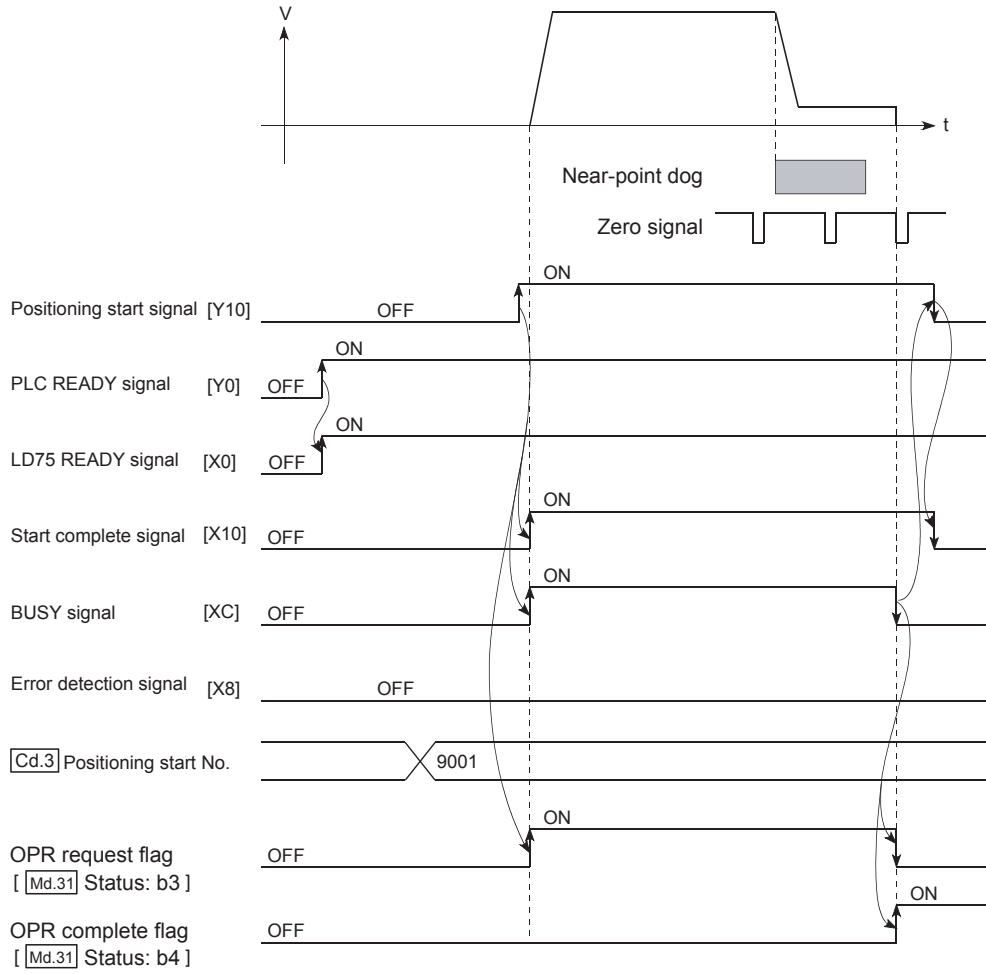 V
t
Near-point dog
Zero signal
ON
Positioning start signal [Y10] OFF
ON
PLC READY signal [Y0] OFF
ON
LD75 READY signal [X0] OFF
ON
Start complete signal [X10] OFF
ON
BUSY signal [XC] OFF
Error detection signal [X8] OFF
Cd.3 Positioning start No. 9001
ON
OPR request flag OFF
[ Md.31 Status: b3 ]
ON
OPR complete flag OFF
[ Md.31 Status: b4 ]